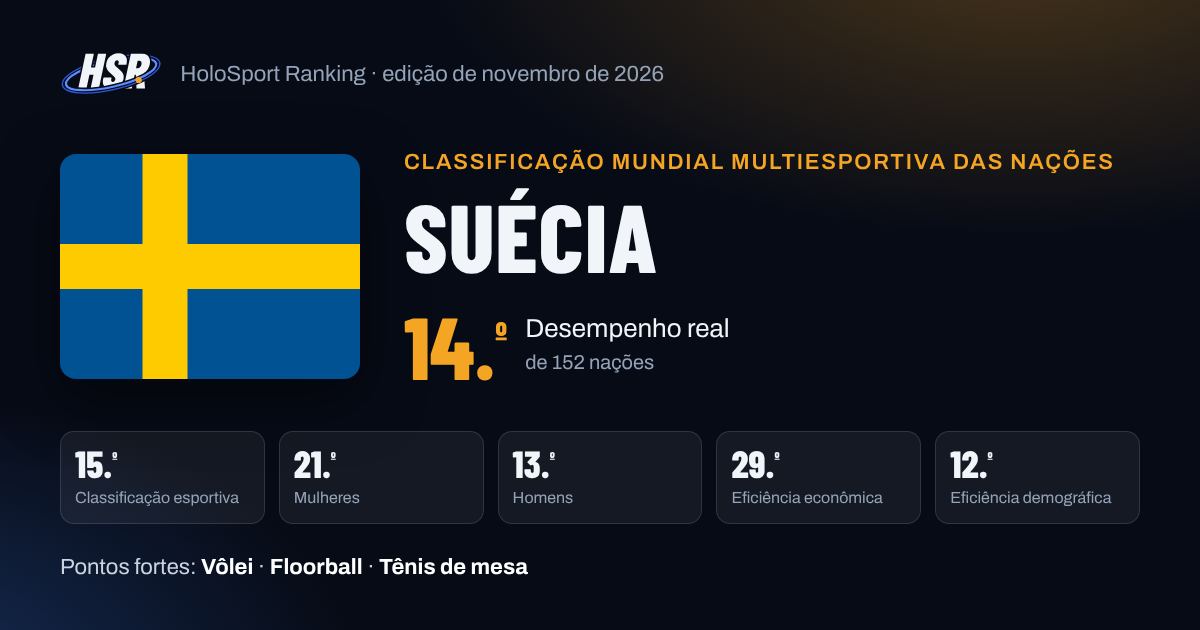 HSR
HoloSport Ranking · edição de novembro de 2026
CLASSIFICAÇÃO MUNDIAL MULTIESPORTIVA DAS NAÇÕES
SUÉCIA
14.º Desempenho real
de 152 nações
15.º
Classificação esportiva
21.º
Mulheres
13.º
Homens
29.º
Eficiência econômica
12.º
Eficiência demográfica
Pontos fortes: Vôlei · Floorball · Tênis de mesa